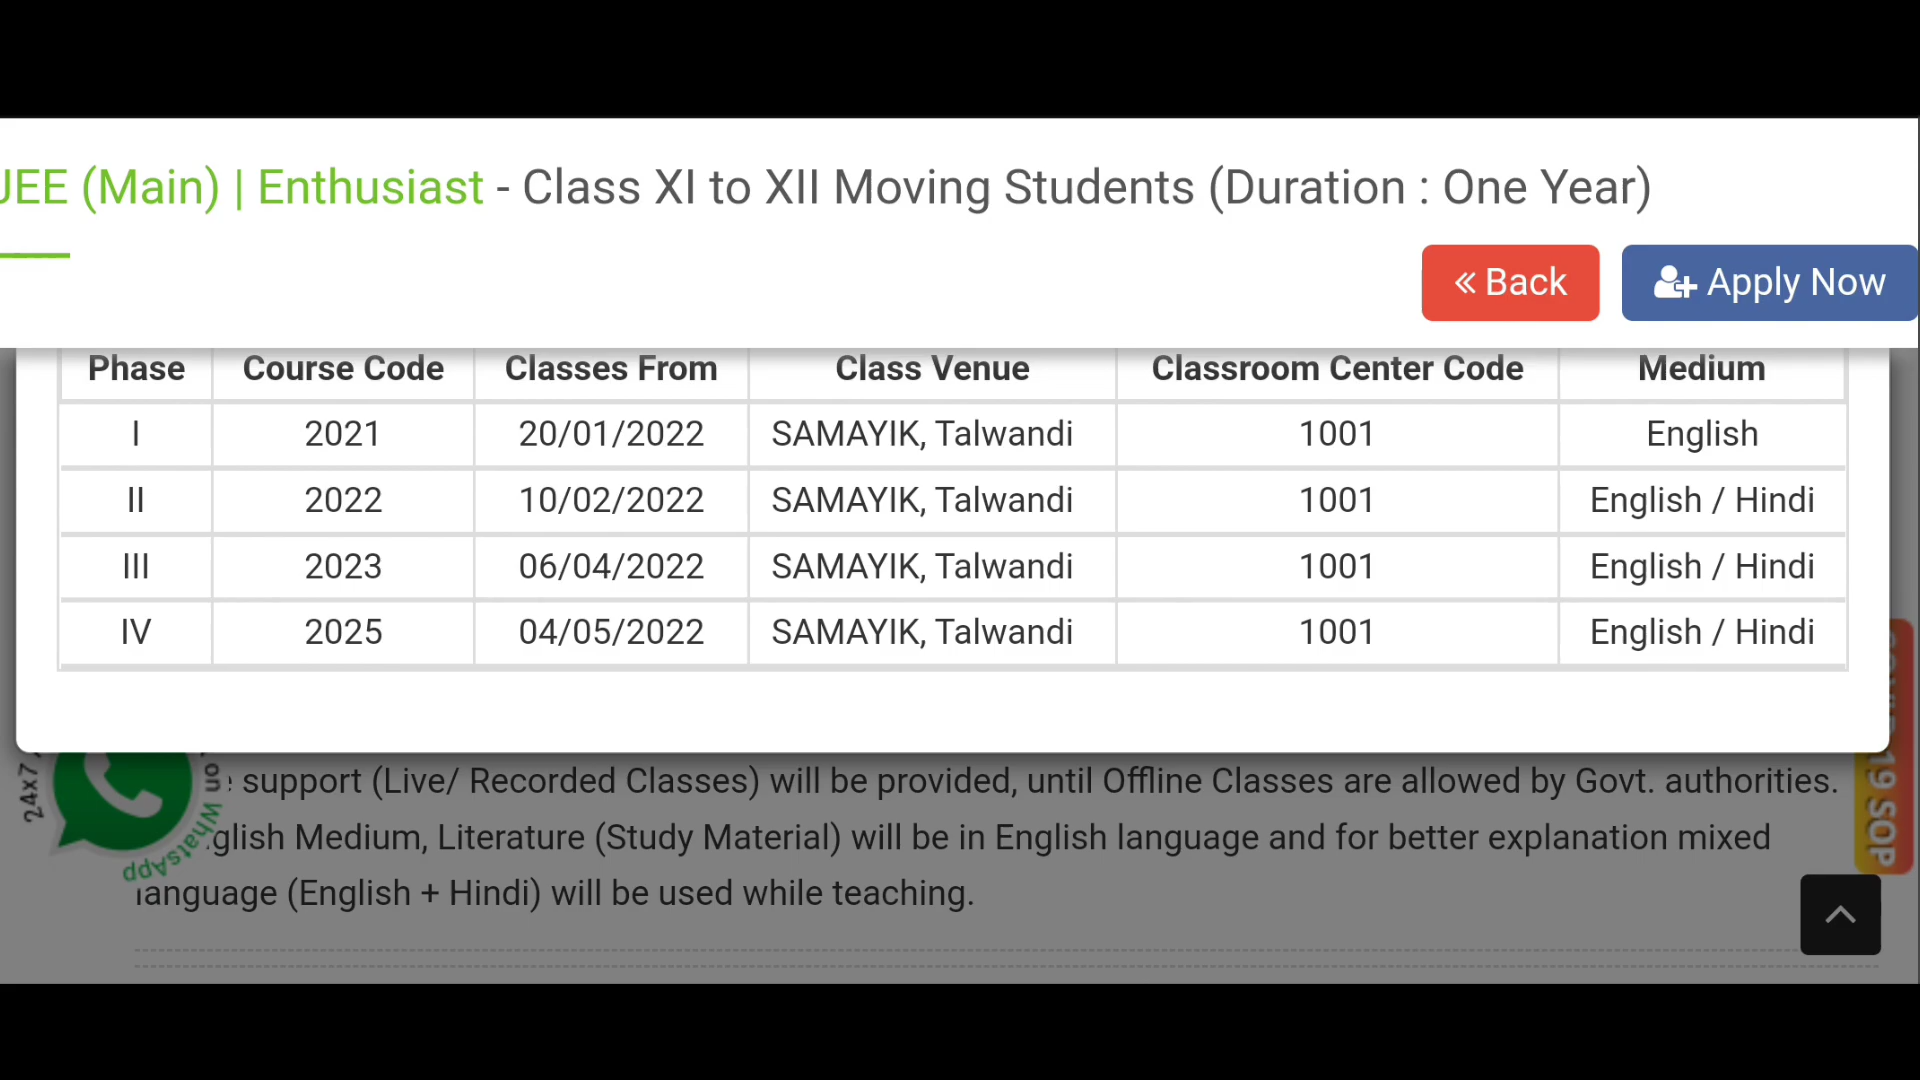 JEE (Main) | Enthusiast - Class XI to XII Moving Students (Duration : One Year)
« Back Apply Now
Phase Course Code Classes From Class Venue Classroom Center Code Medium
I 2021 20/01/2022 SAMAYIK, Talwandi 1001 English
II 2022 10/02/2022 SAMAYIK, Talwandi 1001 English / Hindi
III 2023 06/04/2022 SAMAYIK, Talwandi 1001 English / Hindi
IV 2025 04/05/2022 SAMAYIK, Talwandi 1001 English / Hindi
24x7 on WhatsApp
support (Live/ Recorded Classes) will be provided, until Offline Classes are allowed by Govt. authorities.
glish Medium, Literature (Study Material) will be in English language and for better explanation mixed
language (English + Hindi) will be used while teaching.
19 SOP